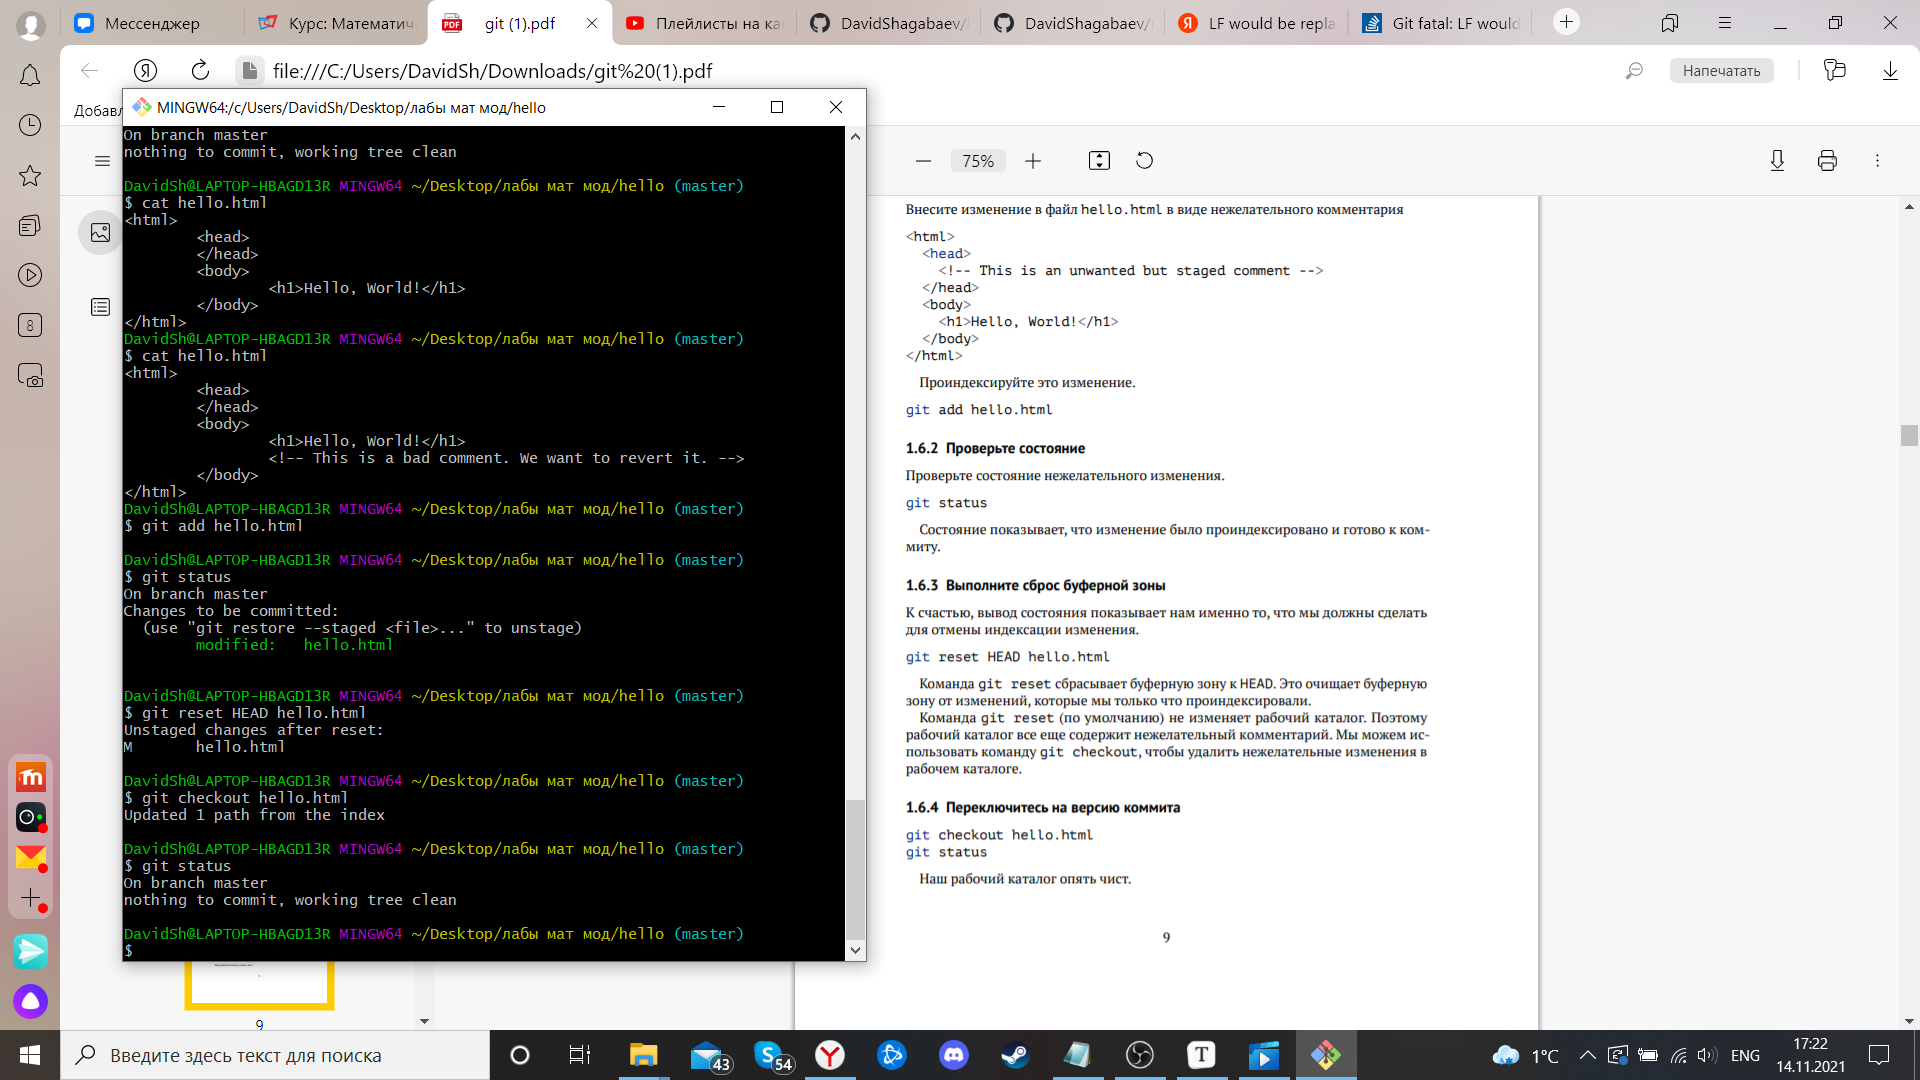 Мессенджер
Курс: Математич
git (1).pdf
Плейлисты на ка
DavidShagabaev/
DavidShagabaev/
LF would be repla
Git fatal: LF would
file:///C:/Users/DavidSh/Downloads/git%20(1).pdf
Напечатать
Добавл
75%
8
MINGW64:/c/Users/DavidSh/Desktop/лабы мат мод/hello
On branch master
nothing to commit, working tree clean
DavidSh@LAPTOP-HBAGD13R MINGW64 ~/Desktop/лабы мат мод/hello (master)
$ cat hello.html
<html>
        <head>
        </head>
        <body>
                <h1>Hello, World!</h1>
        </body>
</html>
DavidSh@LAPTOP-HBAGD13R MINGW64 ~/Desktop/лабы мат мод/hello (master)
$ cat hello.html
<html>
        <head>
        </head>
        <body>
                <h1>Hello, World!</h1>
                <!-- This is a bad comment. We want to revert it. -->
        </body>
</html>
DavidSh@LAPTOP-HBAGD13R MINGW64 ~/Desktop/лабы мат мод/hello (master)
$ git add hello.html
DavidSh@LAPTOP-HBAGD13R MINGW64 ~/Desktop/лабы мат мод/hello (master)
$ git status
On branch master
Changes to be committed:
  (use "git restore --staged <file>..." to unstage)
        modified:   hello.html
DavidSh@LAPTOP-HBAGD13R MINGW64 ~/Desktop/лабы мат мод/hello (master)
$ git reset HEAD hello.html
Unstaged changes after reset:
M       hello.html
DavidSh@LAPTOP-HBAGD13R MINGW64 ~/Desktop/лабы мат мод/hello (master)
$ git checkout hello.html
Updated 1 path from the index
DavidSh@LAPTOP-HBAGD13R MINGW64 ~/Desktop/лабы мат мод/hello (master)
$ git status
On branch master
nothing to commit, working tree clean
DavidSh@LAPTOP-HBAGD13R MINGW64 ~/Desktop/лабы мат мод/hello (master)
$
9
Внесите изменение в файл hello.html в виде нежелательного комментария
<html>
  <head>
    <!-- This is an unwanted but staged comment -->
  </head>
  <body>
    <h1>Hello, World!</h1>
  </body>
</html>
Проиндексируйте это изменение.
git add hello.html
1.6.2 Проверьте состояние
Проверьте состояние нежелательного изменения.
git status
Состояние показывает, что изменение было проиндексировано и готово к ком-
миту.
1.6.3 Выполните сброс буферной зоны
К счастью, вывод состояния показывает нам именно то, что мы должны сделать
для отмены индексации изменения.
git reset HEAD hello.html
Команда git reset сбрасывает буферную зону к HEAD. Это очищает буферную
зону от изменений, которые мы только что проиндексировали.
Команда git reset (по умолчанию) не изменяет рабочий каталог. Поэтому
рабочий каталог все еще содержит нежелательный комментарий. Мы можем ис-
пользовать команду git checkout, чтобы удалить нежелательные изменения в
рабочем каталоге.
1.6.4 Переключитесь на версию коммита
git checkout hello.html
git status
Наш рабочий каталог опять чист.
9
Введите здесь текст для поиска
43
54
1°C
ENG
17:22
14.11.2021